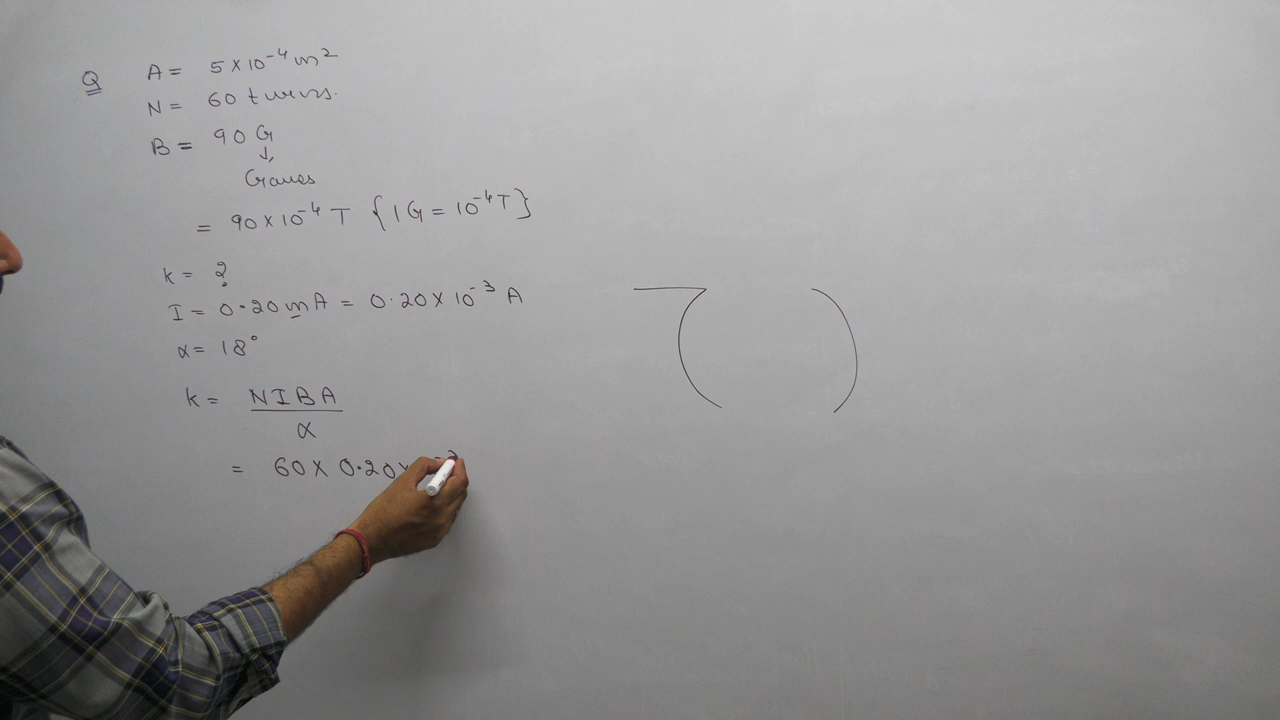 Q A = 5×10⁻⁴ m²
N = 60 turns.
B = 90 G
↓
Gauss
= 90×10⁻⁴ T {1G = 10⁻⁴T}
k = ?
I = 0.20 mA = 0.20×10⁻³ A
α = 18°
k = NIBA
α
= 60× 0.20×